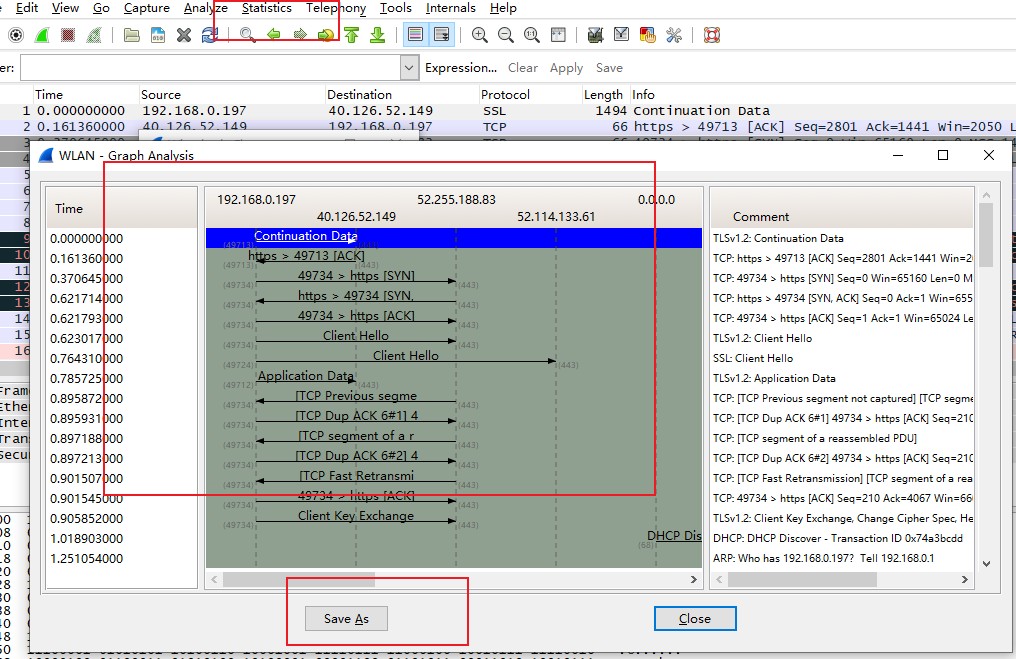 Edit View Go Capture Analyze Statistics Telephony Tools Internals Help
er: Expression... Clear Apply Save
Time Source Destination Protocol Length Info
1 0.000000000 192.168.0.197 40.126.52.149 SSL 1494 Continuation Data
2 0.161360000 40.126.52.149 192.168.0.197 TCP 66 https > 49713 [ACK] Seq=2801 Ack=1441 Win=2050 L
WLAN - Graph Analysis
Time 192.168.0.197 52.255.188.83 0.0.0.0
40.126.52.149 52.114.133.61 Comment
0.000000000 Continuation Data (49713) TLSv1.2: Continuation Data
0.161360000 https > 49713 [ACK] (49713) (443) TCP: https > 49713 [ACK] Seq=2801 Ack=1441 Win=2
0.370645000 49734 > https [SYN] (49734) (443) TCP: 49734 > https [SYN] Seq=0 Win=65160 Len=0 M
0.621714000 https > 49734 [SYN, (49734) (443) TCP: https > 49734 [SYN, ACK] Seq=0 Ack=1 Win=655
0.621793000 49734 > https [ACK] (49734) (443) TCP: 49734 > https [ACK] Seq=1 Ack=1 Win=65024 Le
0.623017000 Client Hello (49734) (443) TLSv1.2: Client Hello
0.764310000 Client Hello (49724) (443) SSL: Client Hello
0.785725000 Application Data (49712) (443) TLSv1.2: Application Data
0.895872000 [TCP Previous segme (49734) (443) TCP: [TCP Previous segment not captured] [TCP segme
0.895931000 [TCP Dup ACK 6#1] 4 (49734) (443) TCP: [TCP Dup ACK 6#1] 49734 > https [ACK] Seq=210
0.897188000 [TCP segment of a r (49734) (443) TCP: [TCP segment of a reassembled PDU]
0.897213000 [TCP Dup ACK 6#2] 4 (49734) (443) TCP: [TCP Dup ACK 6#2] 49734 > https [ACK] Seq=210
0.901507000 [TCP Fast Retransmi (49734) (443) TCP: [TCP Fast Retransmission] [TCP segment of a rea
0.901545000 49734 > https [ACK] (49734) (443) TCP: 49734 > https [ACK] Seq=210 Ack=4067 Win=66
0.905852000 Client Key Exchange (49734) (443) TLSv1.2: Client Key Exchange, Change Cipher Spec, He
1.018903000 DHCP Dis (68) DHCP: DHCP Discover - Transaction ID 0x74a3bcdd
1.251054000 ARP: Who has 192.168.0.197? Tell 192.168.0.1
Save As Close